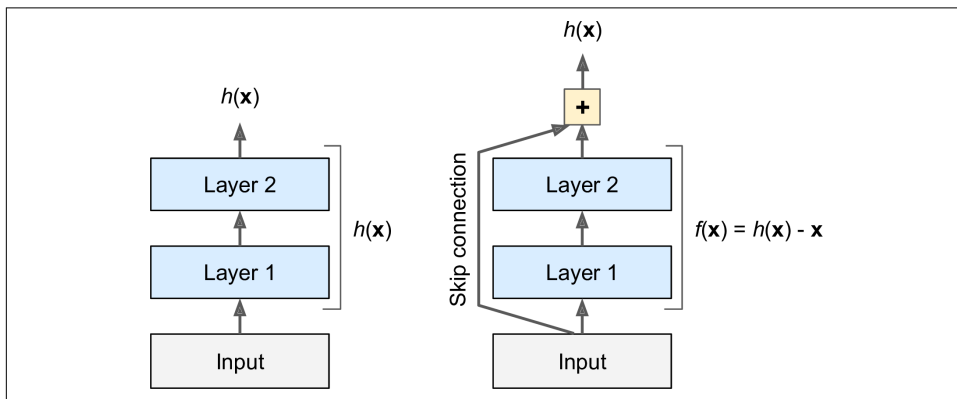 h(x)
Layer 2
h(x)
Layer 1
Input
h(x)
+
Skip connection
Layer 2
f(x) = h(x) - x
Layer 1
Input